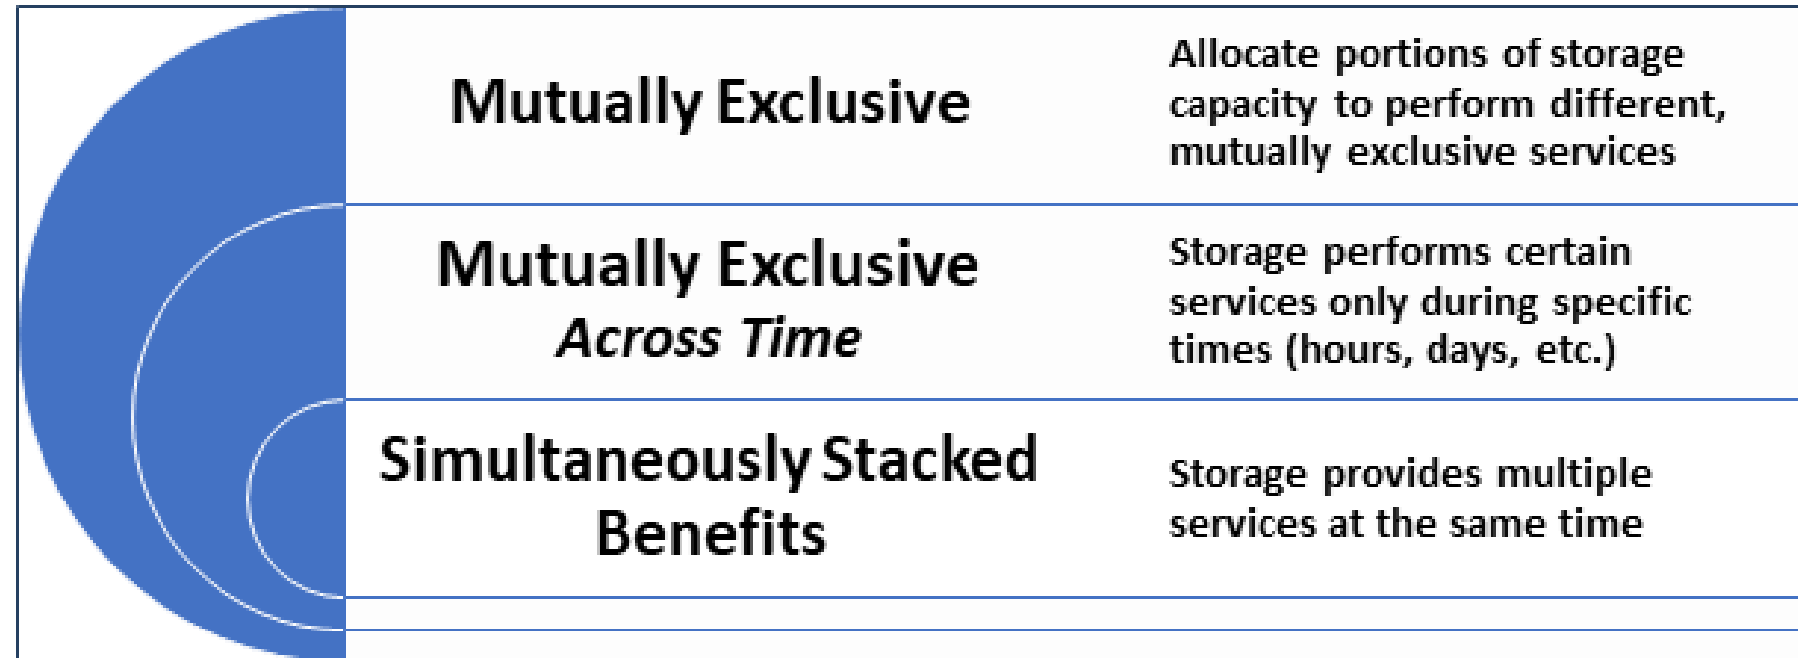 Mutually Exclusive
Allocate portions of storage
capacity to perform different,
mutually exclusive services
Mutually Exclusive
Across Time
Storage performs certain
services only during specific
times (hours, days, etc.)
Simultaneously Stacked
Benefits
Storage provides multiple
services at the same time